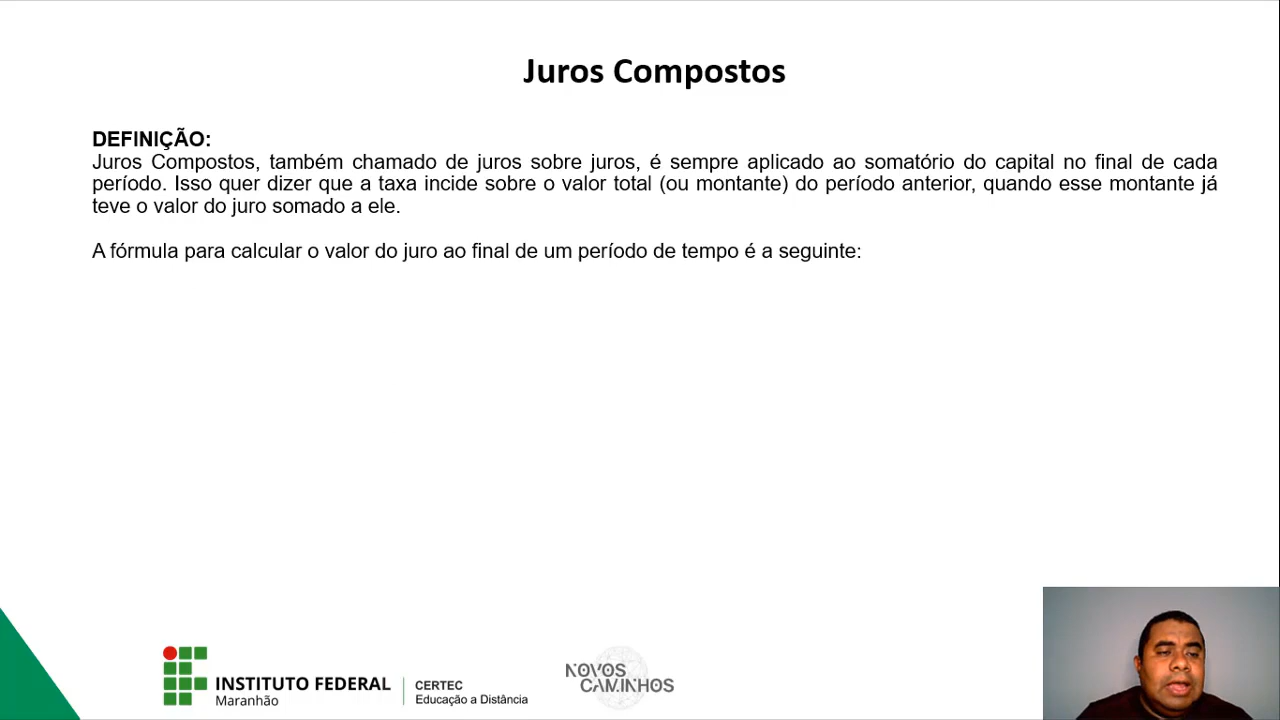 Juros Compostos
DEFINIÇÃO:
Juros Compostos, também chamado de juros sobre juros, é sempre aplicado ao somatório do capital no final de cada
período. Isso quer dizer que a taxa incide sobre o valor total (ou montante) do período anterior, quando esse montante já
teve o valor do juro somado a ele.
A fórmula para calcular o valor do juro ao final de um período de tempo é a seguinte:
INSTITUTO FEDERAL
Maranhão
CERTEC
Educação a Distância
NOVOS
CAMINHOS